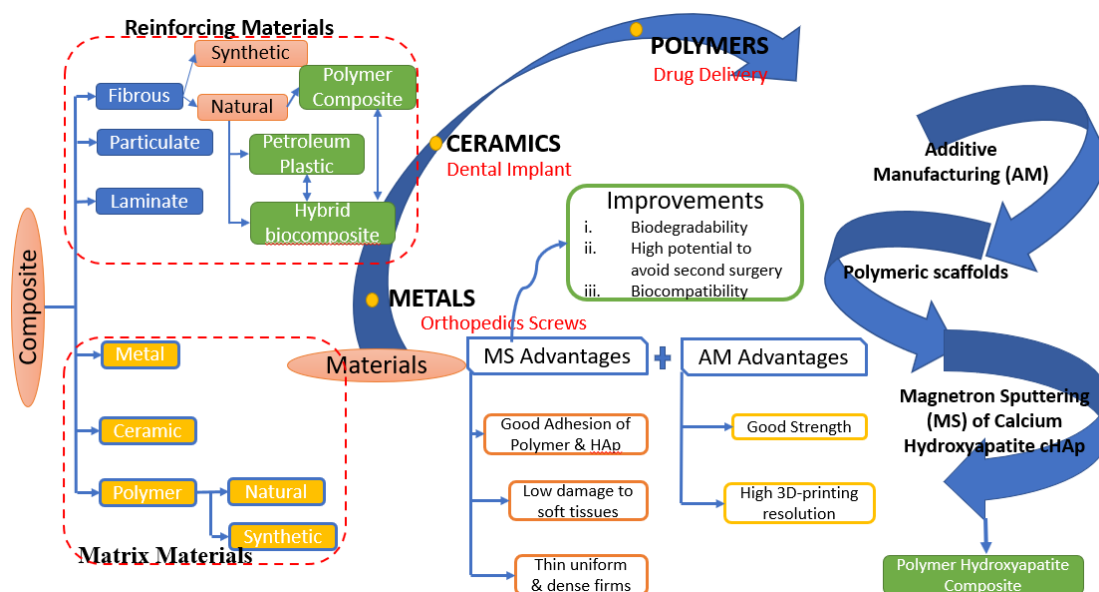 Reinforcing Materials
Synthetic
Fibrous
Natural
Polymer
Composite
Particulate
Petroleum
Plastic
Laminate
Hybrid
biocomposite
Composite
Metal
Ceramic
Polymer
Natural
Synthetic
Matrix Materials
POLYMERS
Drug Delivery
CERAMICS
Dental Implant
METALS
Orthopedics Screws
Materials
Improvements
i. Biodegradability
ii. High potential to
avoid second surgery
iii. Biocompatibility
MS Advantages
AM Advantages
Good Adhesion of
Polymer & HAp
Low damage to
soft tissues
Thin uniform
& dense firms
Good Strength
High 3D-printing
resolution
Additive
Manufacturing (AM)
Polymeric scaffolds
Magnetron Sputtering
(MS) of Calcium
Hydroxyapatite cHAp
Polymer Hydroxyapatite
Composite